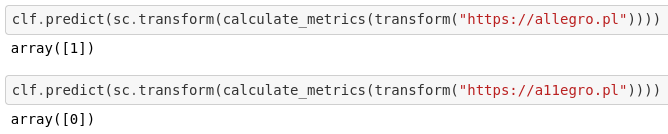 clf.predict(sc.transform(calculate_metrics(transform("https://allegro.pl"))))
array([1])
clf.predict(sc.transform(calculate_metrics(transform("https://a11egro.pl"))))
array([0])